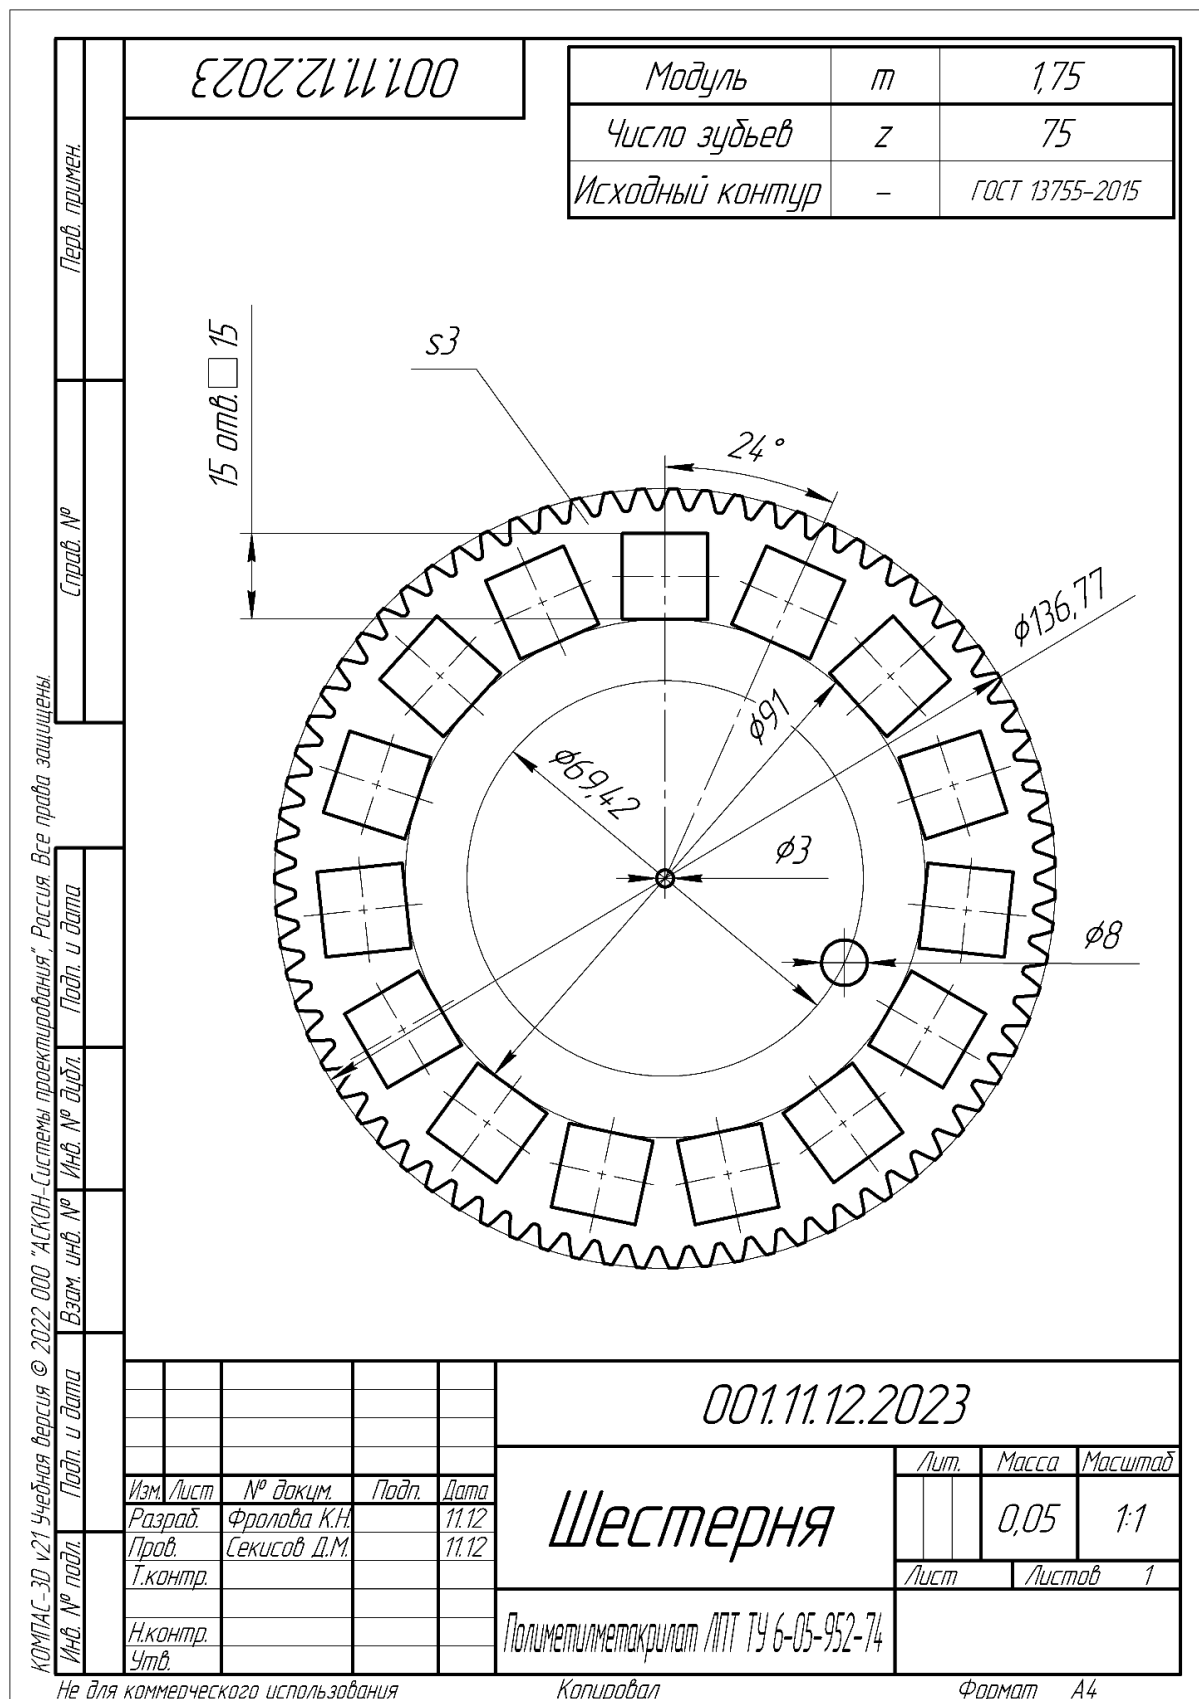 001.11.12.2023
Модуль m 1,75
Число зубьев z 75
Исходный контур – ГОСТ 13755-2015
Перв. примен.
Справ. №
Подп. и дата
Инв. № дубл.
Взам. инв. №
Подп. и дата
Инв. № подл.
КОМПАС-3D v21 Учебная версия © 2022 ООО "АСКОН-Системы проектирования", Россия. Все права защищены.
15 отв. □ 15
s3
24°
ϕ136,77
ϕ91
ϕ69,42
ϕ3
ϕ8
001.11.12.2023
Изм. Лист № докум. Подп. Дата
Разраб. Фролова К.Н. 11.12
Пров. Секисов Д.М. 11.12
Т.контр.
Н.контр.
Утв.
Шестерня
Лит. Масса Масштаб
0,05 1:1
Лист Листов 1
Полиметилметакрилат ЛПТ ТУ 6-05-952-74
Не для коммерческого использования Копировал Формат А4